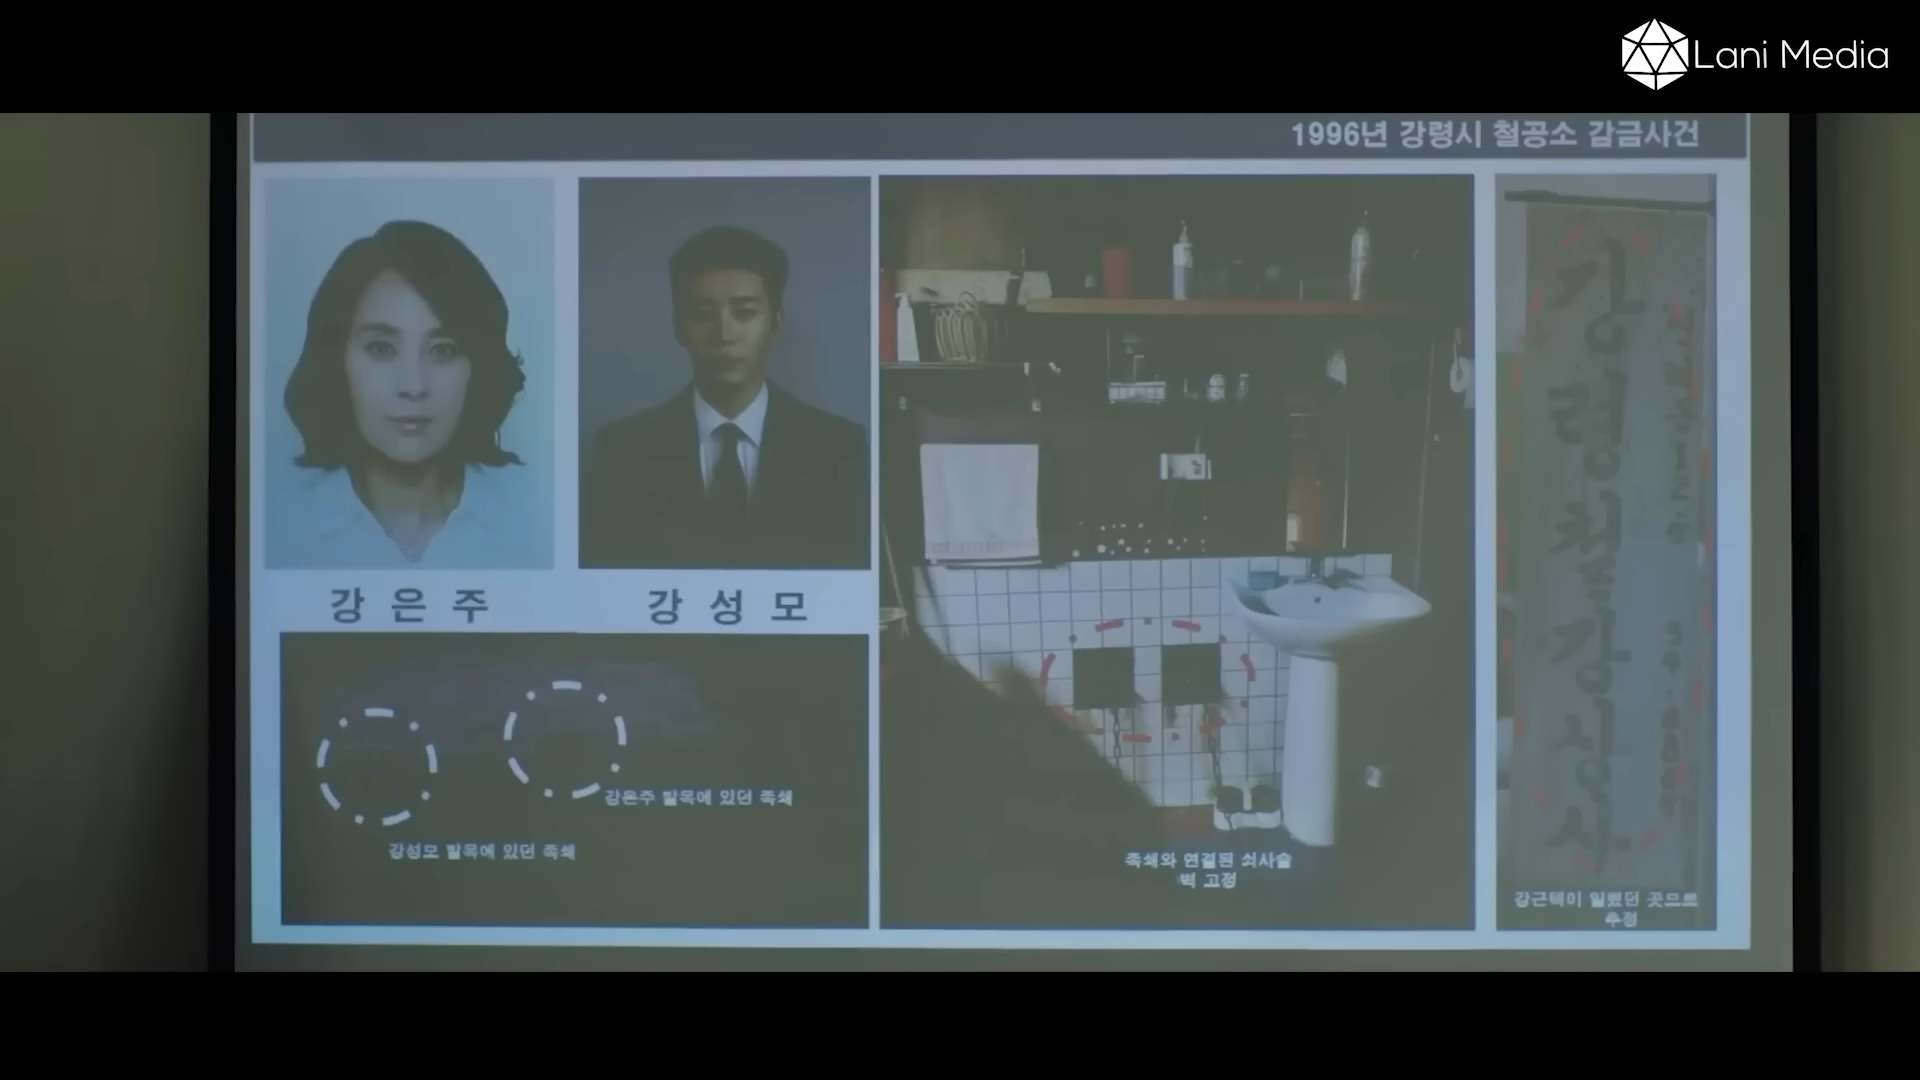 Lani Media
1996년 강령시 철공소 감금사건
강은주
강성모
강은주 발목에 있던 족쇄
강성모 발목에 있던 족쇄
족쇄와 연결된 쇠사슬
벽 고정
강령철강상사
강근택이 일했던 곳으로
추정